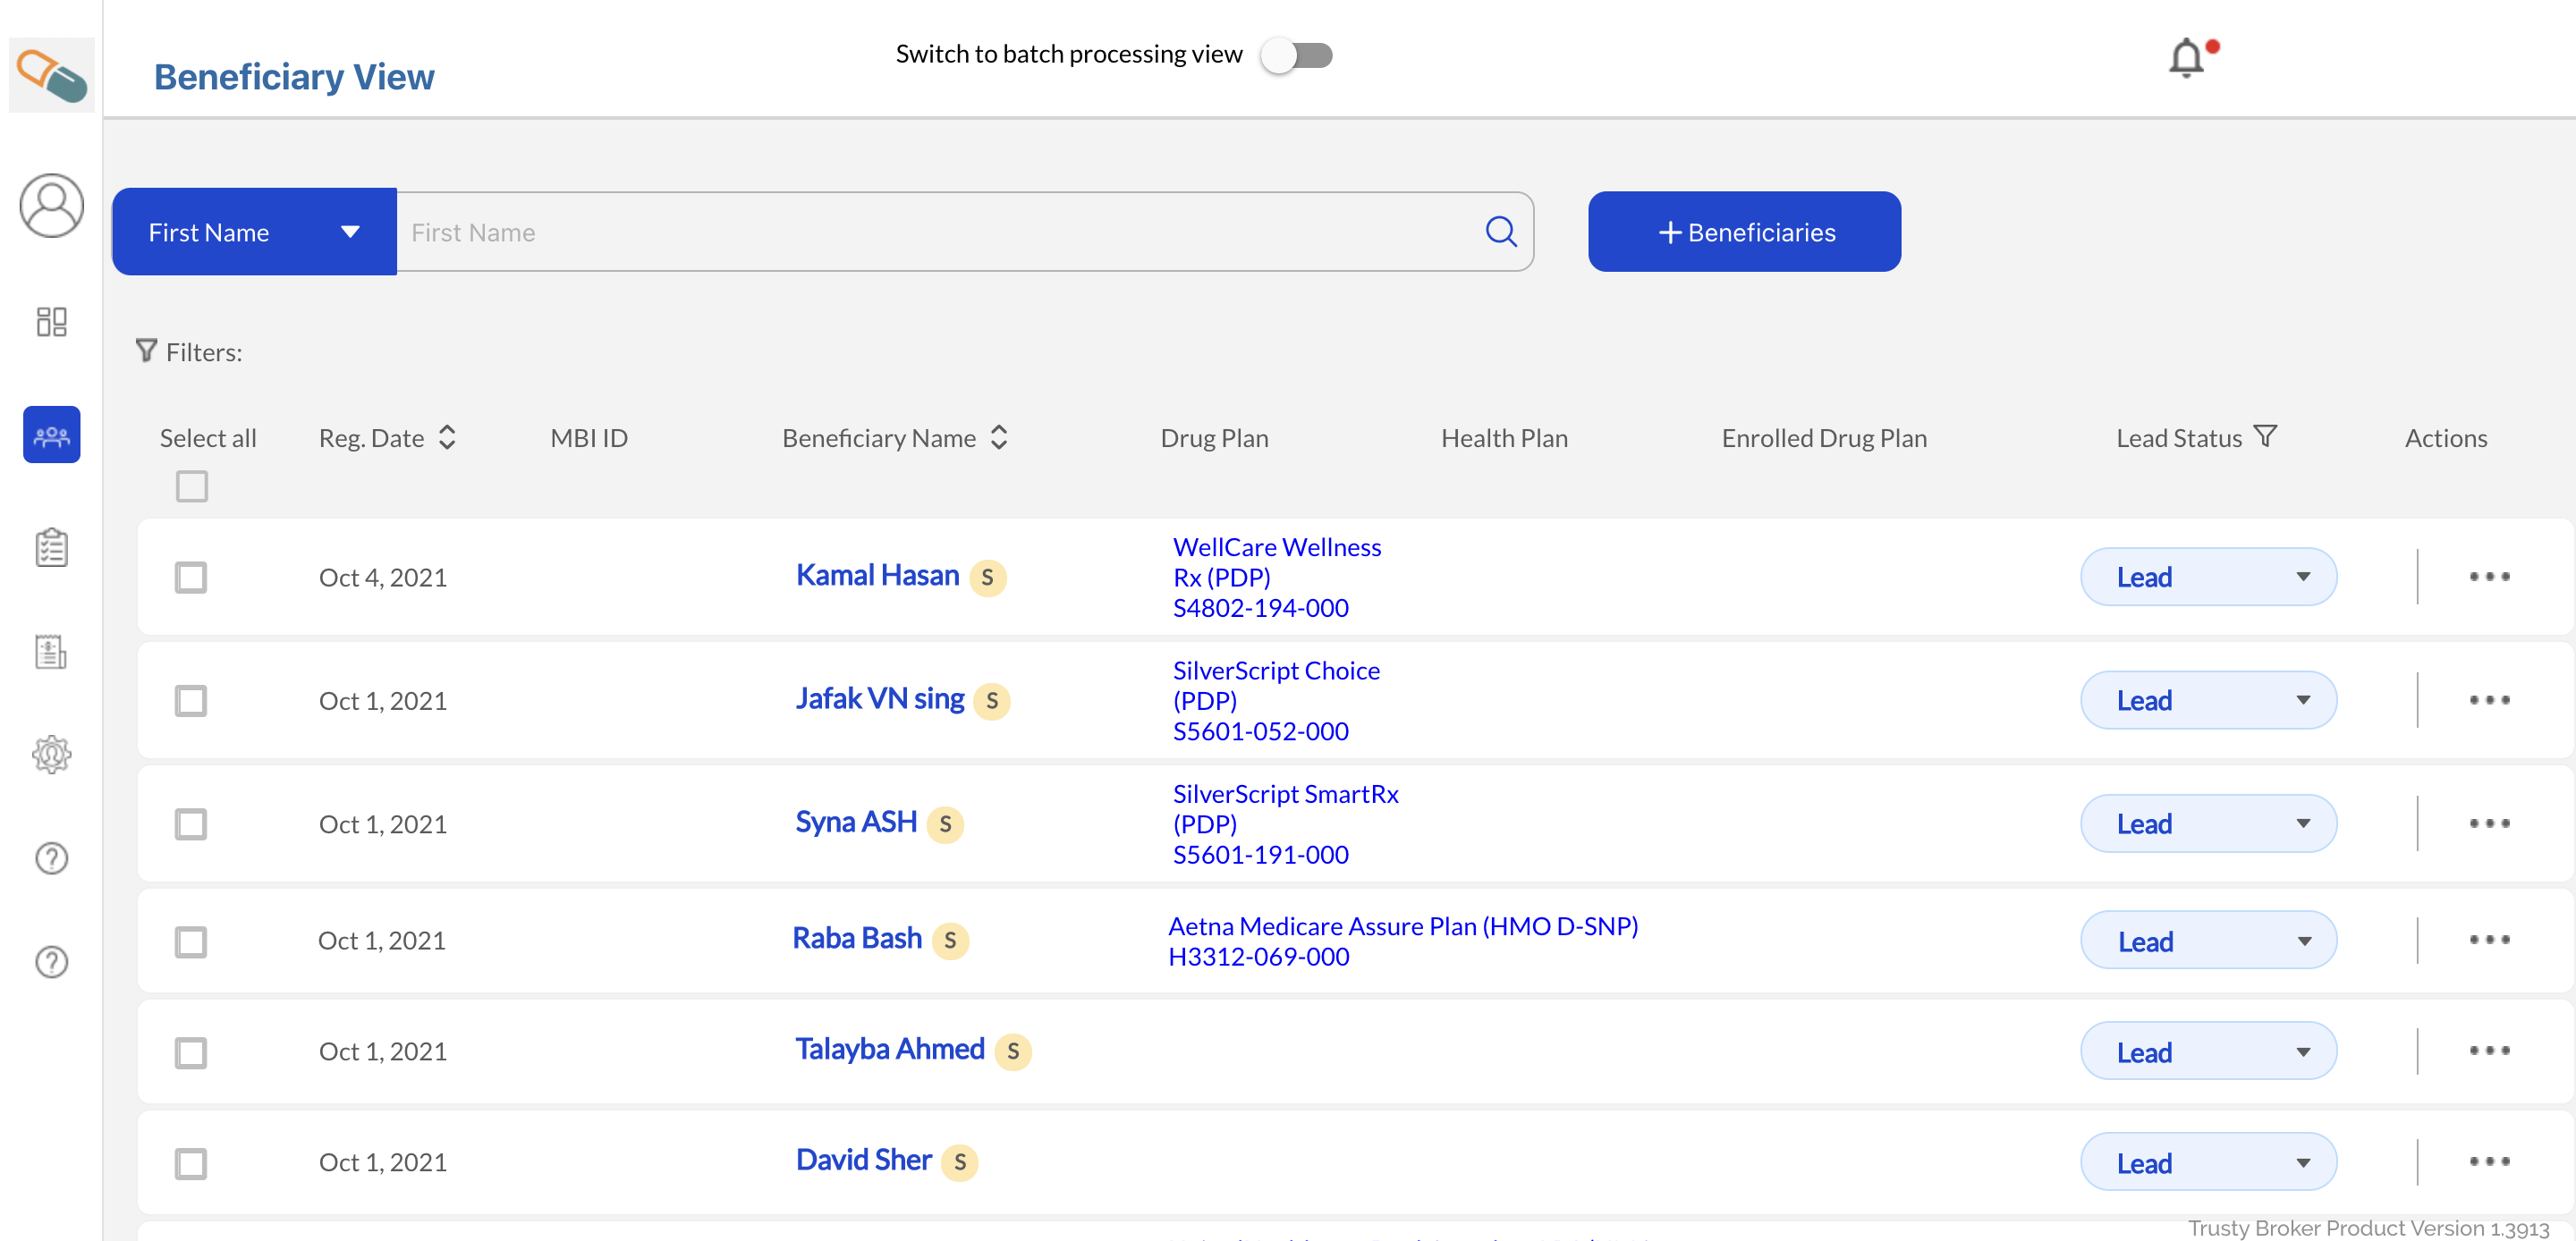 Switch to batch processing view
Beneficiary View
First Name
First Name
+ Beneficiaries
Filters:
Select all Reg. Date MBI ID Beneficiary Name Drug Plan Health Plan Enrolled Drug Plan Lead Status Actions
WellCare Wellness
Oct 4, 2021 Kamal Hasan S Rx (PDP) Lead
S4802-194-000
SilverScript Choice
Oct 1, 2021 Jafak VN sing S (PDP) Lead
S5601-052-000
SilverScript SmartRx
Oct 1, 2021 Syna ASH S (PDP) Lead
S5601-191-000
Aetna Medicare Assure Plan (HMO D-SNP)
Oct 1, 2021 Raba Bash S Lead
H3312-069-000
Oct 1, 2021 Talayba Ahmed S Lead
Oct 1, 2021 David Sher S Lead
Trusty Broker Product Version 1.3913